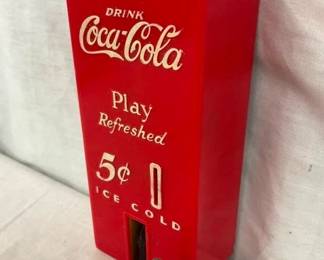 DRINK
Coca-Cola
Play
Refreshed
5¢
ICE COLD